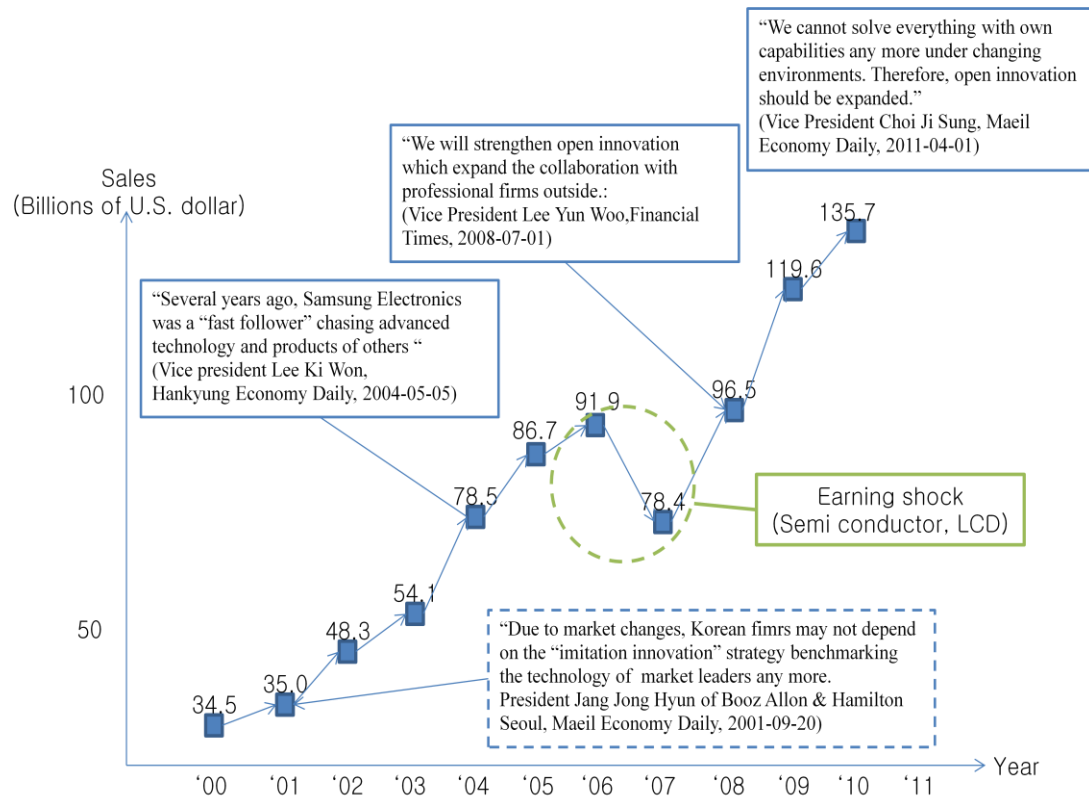 “We cannot solve everything with own
capabilities any more under changing
environments. Therefore, open innovation
should be expanded.”
(Vice President Choi Ji Sung, Maeil
Economy Daily, 2011-04-01)
“We will strengthen open innovation
which expand the collaboration with
professional firms outside.:
(Vice President Lee Yun Woo,Financial
Times, 2008-07-01)
Sales
(Billions of U.S. dollar)
“Several years ago, Samsung Electronics
was a “fast follower” chasing advanced
technology and products of others “
(Vice president Lee Ki Won,
Hankyung Economy Daily, 2004-05-05)
135,7
119.6
100
96,5
91,9
86.7
78,5
78,4
Earning shock
(Semi conductor, LCD)
54,1
50
48,3
35,0
34,5
“Due to market changes, Korean fimrs may not depend
on the “imitation innovation” strategy benchmarking
the technology of market leaders any more.
President Jang Jong Hyun of Booz Allon & Hamilton
Seoul, Maeil Economy Daily, 2001-09-20)
Year
‘00 ‘01 ‘02 ‘03 ‘04 ‘05 ‘06 ‘07 ‘08 ‘09 ‘10 ‘11